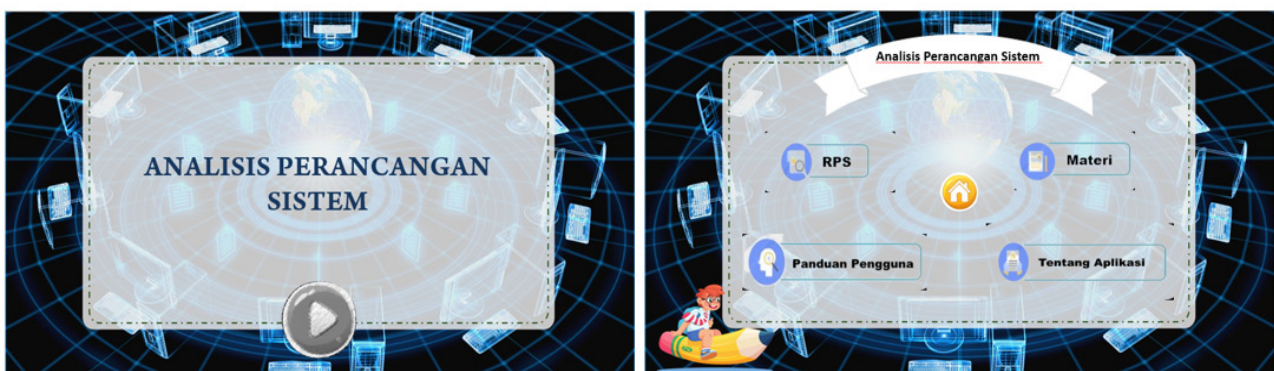 ANALISIS PERANCANGAN
SISTEM
Analisis Perancangan Sistem
RPS
Materi
Panduan Pengguna
Tentang Aplikasi